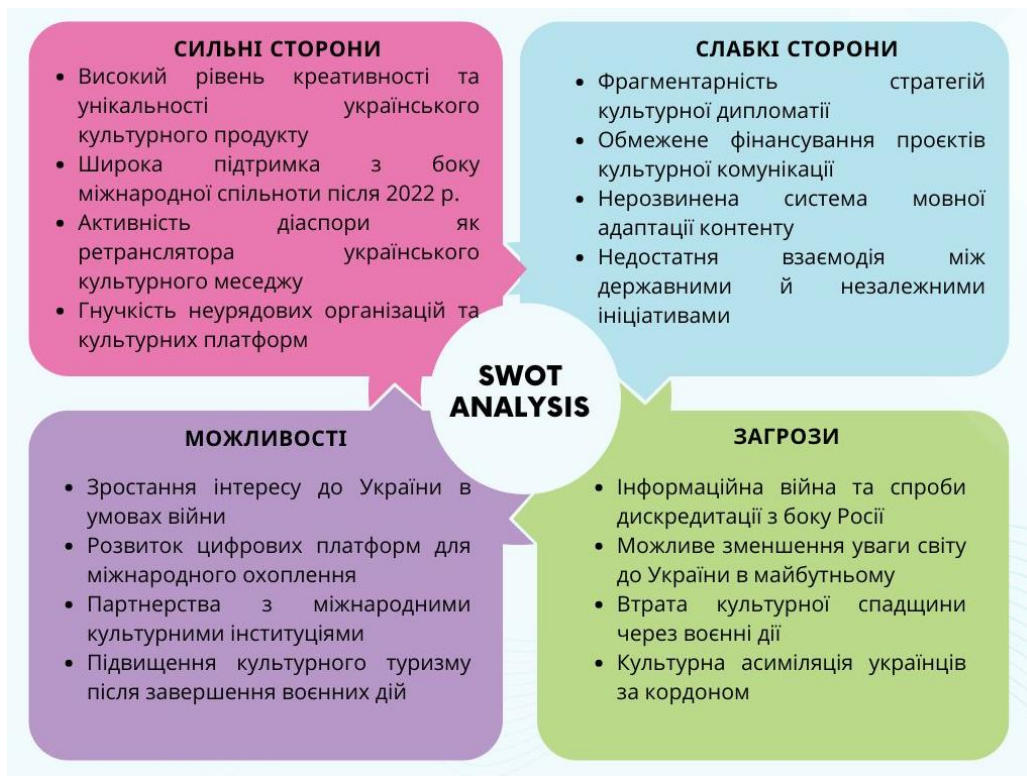 СИЛЬНІ СТОРОНИ
• Високий рівень креативності та
унікальності українського
культурного продукту
• Широка підтримка з боку
міжнародної спільноти після 2022 р.
• Активність діаспори як
ретранслятора українського
культурного меседжу
• Гнучкість неурядових організацій та
культурних платформ
СЛАБКІ СТОРОНИ
• Фрагментарність стратегій
культурної дипломатії
• Обмежене фінансування проєктів
культурної комунікації
• Нерозвинена система мовної
адаптації контенту
• Недостатня взаємодія між
державними й незалежними
ініціативами
SWOT
ANALYSIS
МОЖЛИВОСТІ
• Зростання інтересу до України в
умовах війни
• Розвиток цифрових платформ для
міжнародного охоплення
• Партнерства з міжнародними
культурними інституціями
• Підвищення культурного туризму
після завершення воєнних дій
ЗАГРОЗИ
• Інформаційна війна та спроби
дискредитації з боку Росії
• Можливе зменшення уваги світу
до України в майбутньому
• Втрата культурної спадщини
через воєнні дії
• Культурна асиміляція українців
за кордоном